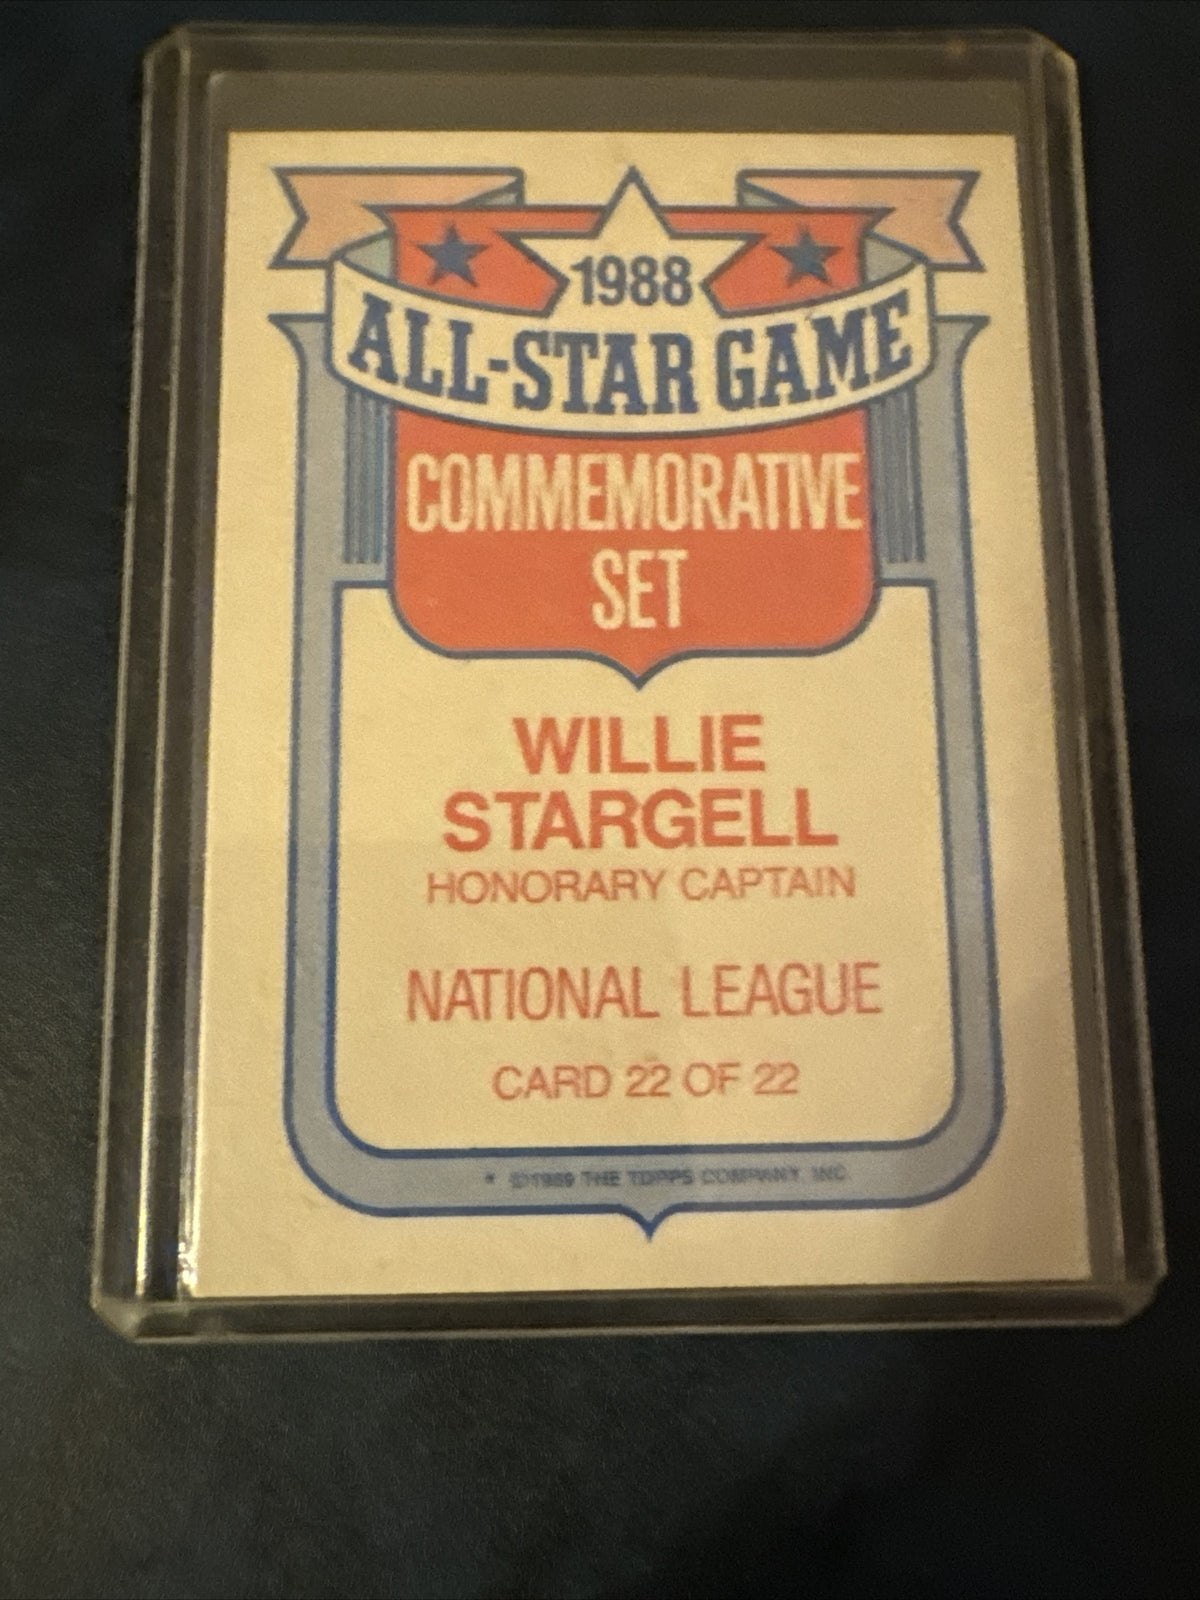 1988
ALL-STAR GAME
COMMEMORATIVE
SET
WILLIE
STARGELL
HONORARY CAPTAIN
NATIONAL LEAGUE
CARD 22 OF 22
* ©1989 THE TOPPS COMPANY, INC.